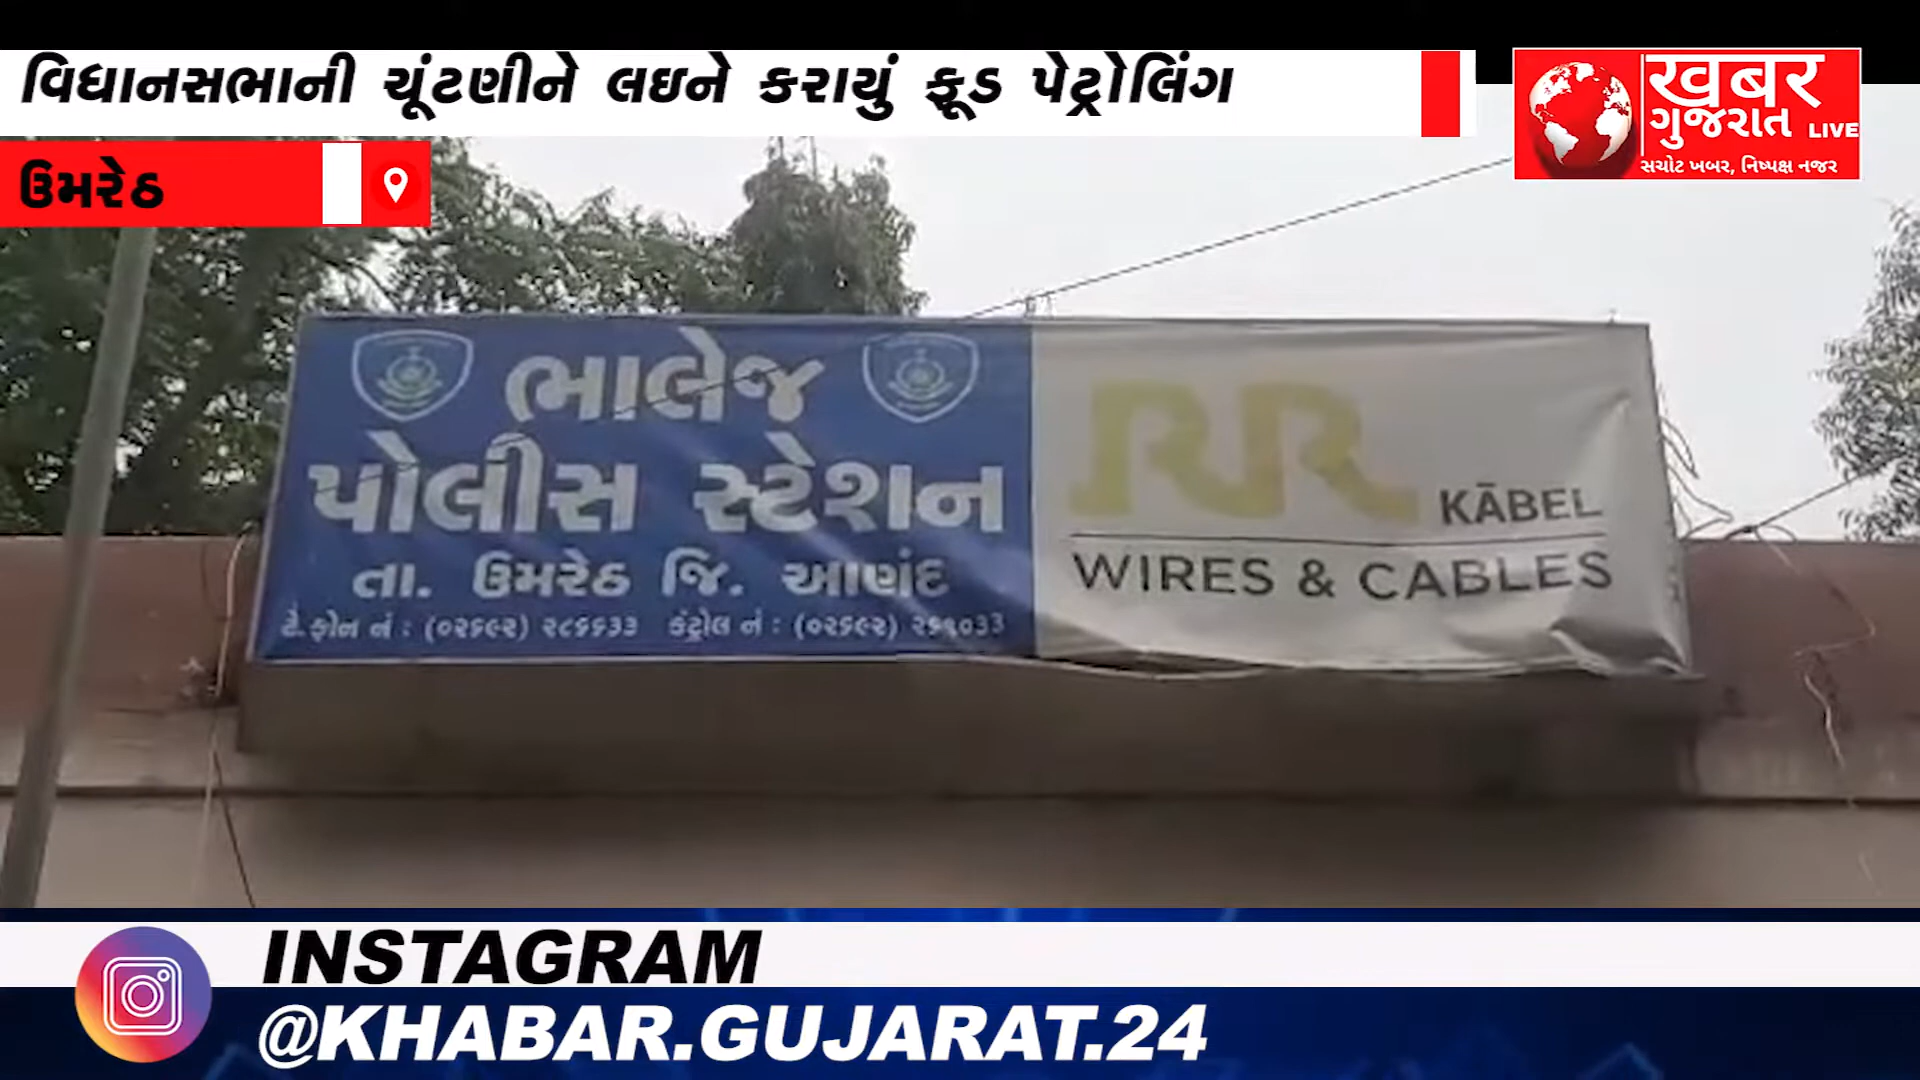 વિધાનસભાની ચૂંટણીને લઇને કરાયું ફૂડ પેટ્રોલિંગ
ખબર
ગુજરાત LIVE
સચોટ ખબર, નિષ્પક્ષ નજર
ઉમરેઠ
ભાલેજ
પોલીસ સ્ટેશન
તા. ઉમરેઠ જિ. આણંદ
ટે.ફોન નં : (૦૨૬૯૨) ૨૮૬૬૩૩ કંટ્રોલ નં : (૦૨૬૯૨)
RR KĀBEL
WIRES & CABLES
INSTAGRAM
@KHABAR.GUJARAT.24